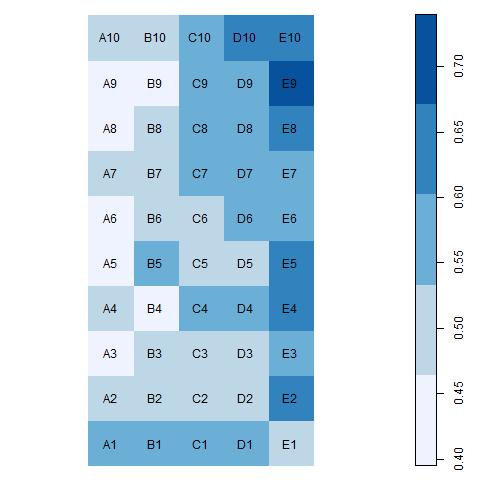 A10 B10 C10 D10 E10
A9 B9 C9 D9 E9
A8 B8 C8 D8 E8
A7 B7 C7 D7 E7
A6 B6 C6 D6 E6
A5 B5 C5 D5 E5
A4 B4 C4 D4 E4
A3 B3 C3 D3 E3
A2 B2 C2 D2 E2
A1 B1 C1 D1 E1
0.70
0.65
0.60
0.55
0.50
0.45
0.40